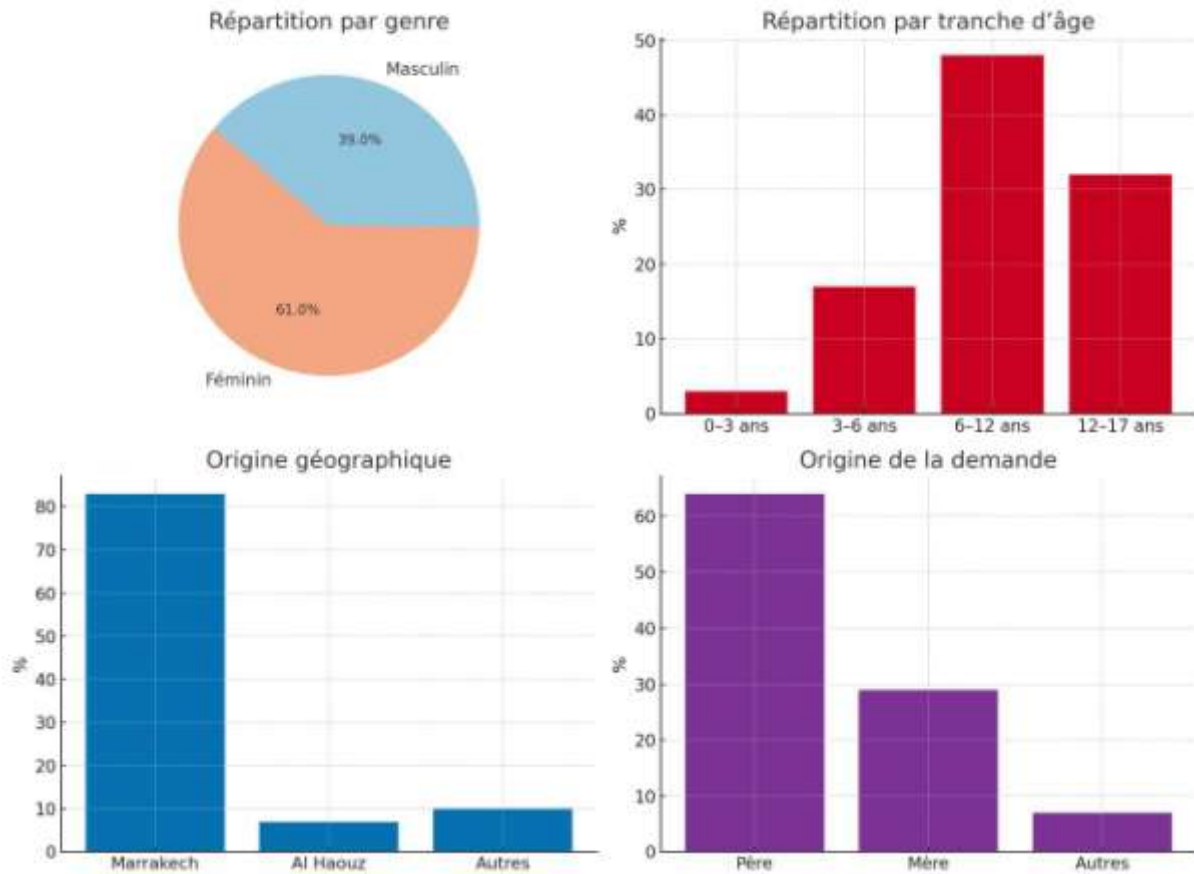 Répartition par genre
Masculin
39.0%
61.0%
Féminin
Répartition par tranche d’âge
50
40
30
20
10
0
%
0–3 ans
3–6 ans
6–12 ans
12–17 ans
Origine géographique
80
70
60
50
40
30
20
10
0
%
Marrakech
Al Haouz
Autres
Origine de la demande
60
50
40
30
20
10
0
%
Père
Mère
Autres